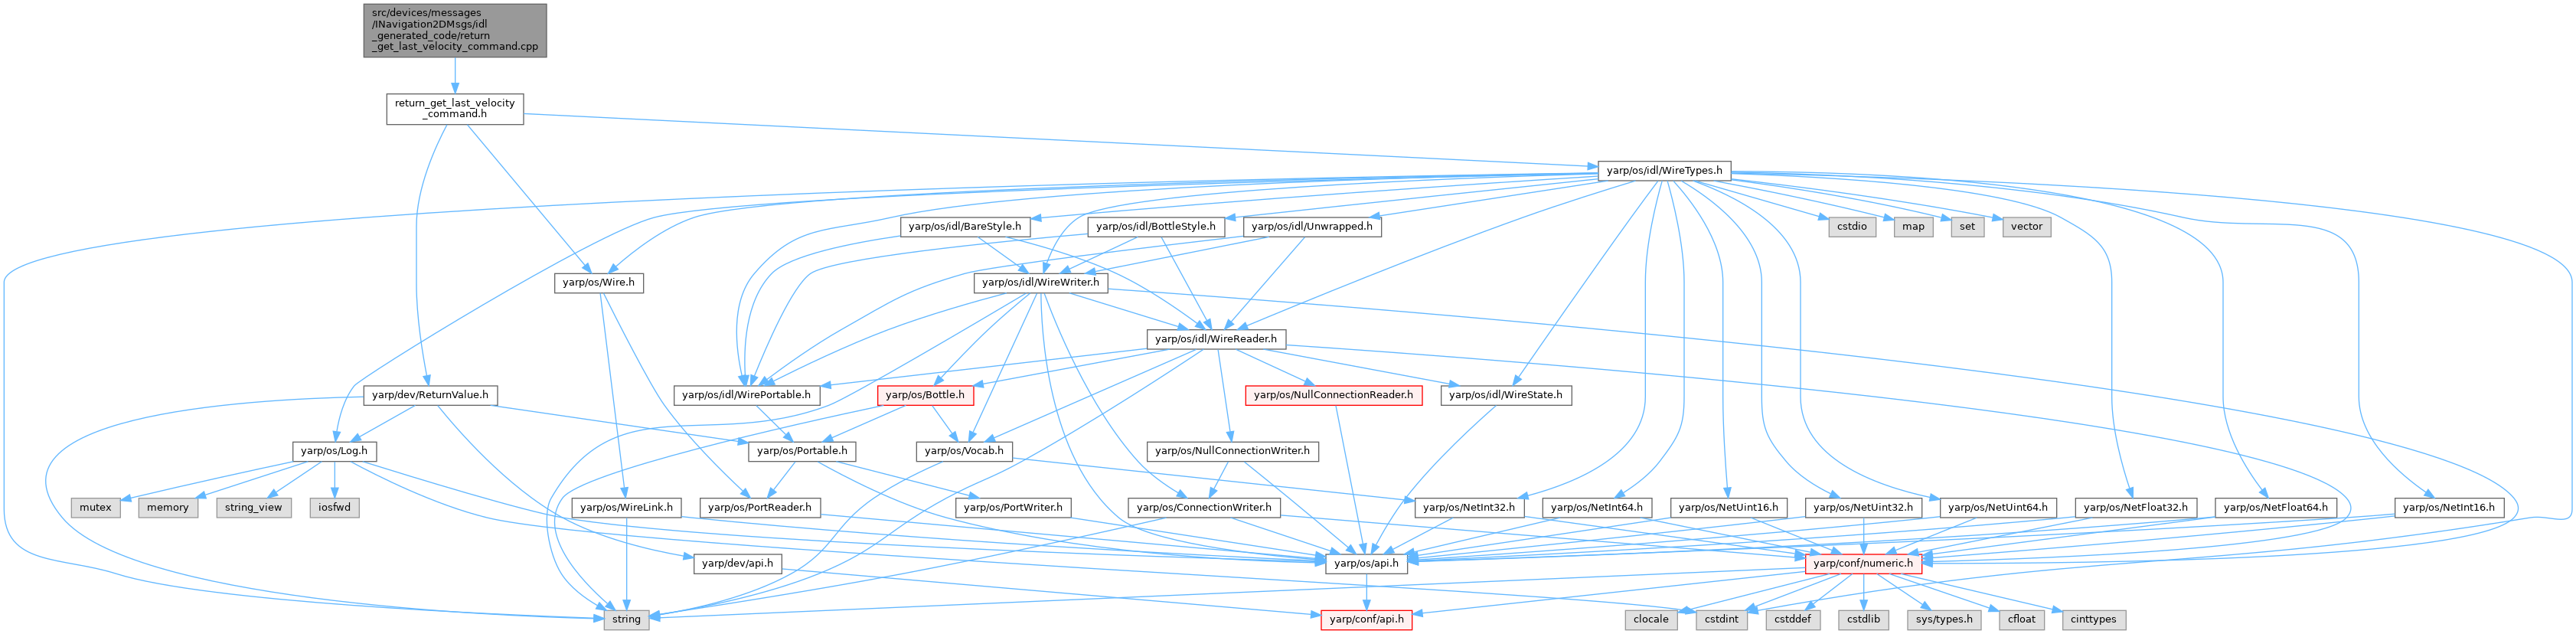 src/devices/messages
/INavigation2DMsgs/idl
_generated_code/return
_get_last_velocity_command.cpp
return_get_last_velocity
_command.h
yarp/os/idl/WireTypes.h
yarp/os/idl/BareStyle.h
yarp/os/idl/BottleStyle.h
yarp/os/idl/Unwrapped.h
cstdio
map
set
vector
yarp/os/Wire.h
yarp/os/idl/WireWriter.h
yarp/os/idl/WireReader.h
yarp/dev/ReturnValue.h
yarp/os/idl/WirePortable.h
yarp/os/Bottle.h
yarp/os/NullConnectionReader.h
yarp/os/idl/WireState.h
yarp/os/Log.h
yarp/os/Portable.h
yarp/os/Vocab.h
yarp/os/NullConnectionWriter.h
mutex
memory
string_view
iosfwd
yarp/os/WireLink.h
yarp/os/PortReader.h
yarp/os/PortWriter.h
yarp/os/ConnectionWriter.h
yarp/os/NetInt32.h
yarp/os/NetInt64.h
yarp/os/NetUint16.h
yarp/os/NetUint32.h
yarp/os/NetUint64.h
yarp/os/NetFloat32.h
yarp/os/NetFloat64.h
yarp/os/NetInt16.h
yarp/dev/api.h
yarp/os/api.h
yarp/conf/numeric.h
string
yarp/conf/api.h
clocale
cstdint
cstddef
cstdlib
sys/types.h
cfloat
cinttypes